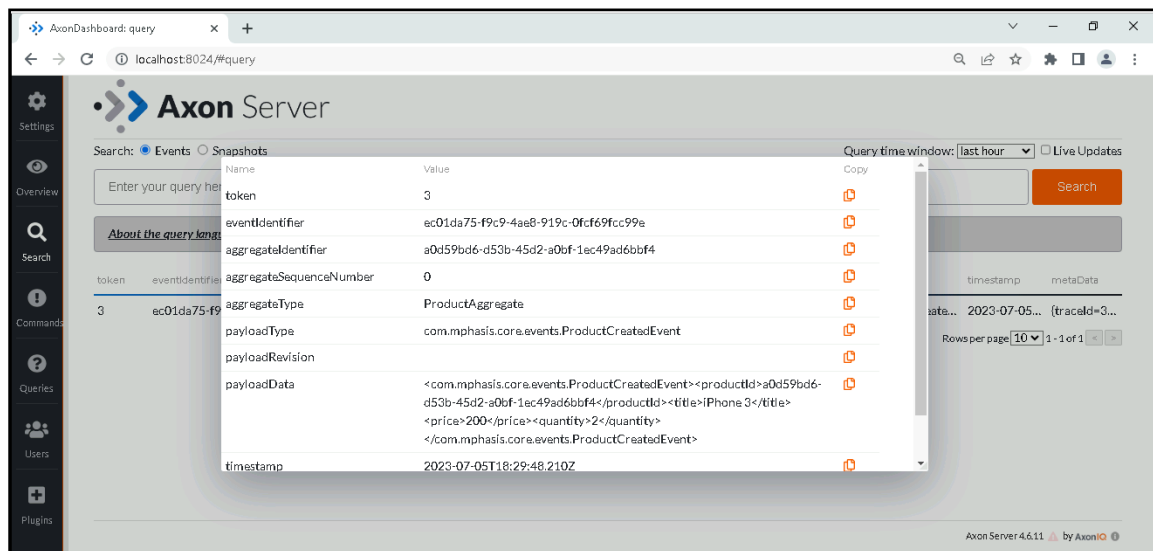 AxonDashboard: query
localhost:8024/#query
Axon Server
Settings
Search: Events Snapshots
Query time window: last hour Live Updates
Overview
Enter your query her
Search
Search
About the query langu
Name Value Copy
token 3
eventIdentifier ec01da75-f9c9-4ae8-919c-0fcf69fcc99e
aggregateIdentifier a0d59bd6-d53b-45d2-a0bf-1ec49ad6bbf4
aggregateSequenceNumber 0
aggregateType ProductAggregate
payloadType com.mphasis.core.events.ProductCreatedEvent
payloadRevision
payloadData <com.mphasis.core.events.ProductCreatedEvent><productId>a0d59bd6-
d53b-45d2-a0bf-1ec49ad6bbf4</productId><title>iPhone 3</title>
<price>200</price><quantity>2</quantity>
</com.mphasis.core.events.ProductCreatedEvent>
timestamp 2023-07-05T18:29:48.210Z
token eventIdentifie timestamp metaData
3 ec01da75-f9 ate... 2023-07-05... {traceId=3...
Rows per page 10 1 - 1 of 1 < >
Commands
Queries
Users
Plugins
Axon Server 4.6.11 by AxonIQ